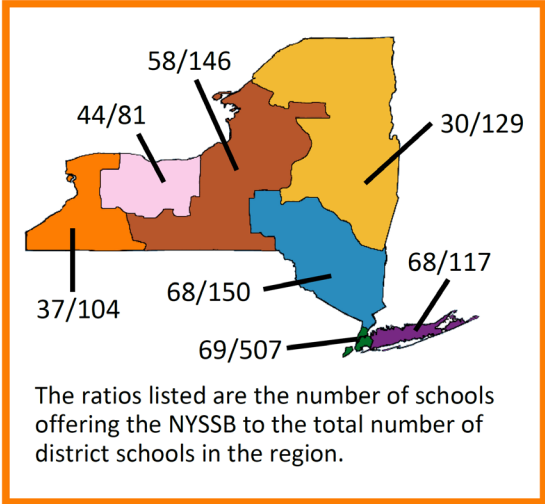 58/146
44/81
30/129
68/117
68/150
37/104
69/507
The ratios listed are the number of schools
offering the NYSSB to the total number of
district schools in the region.